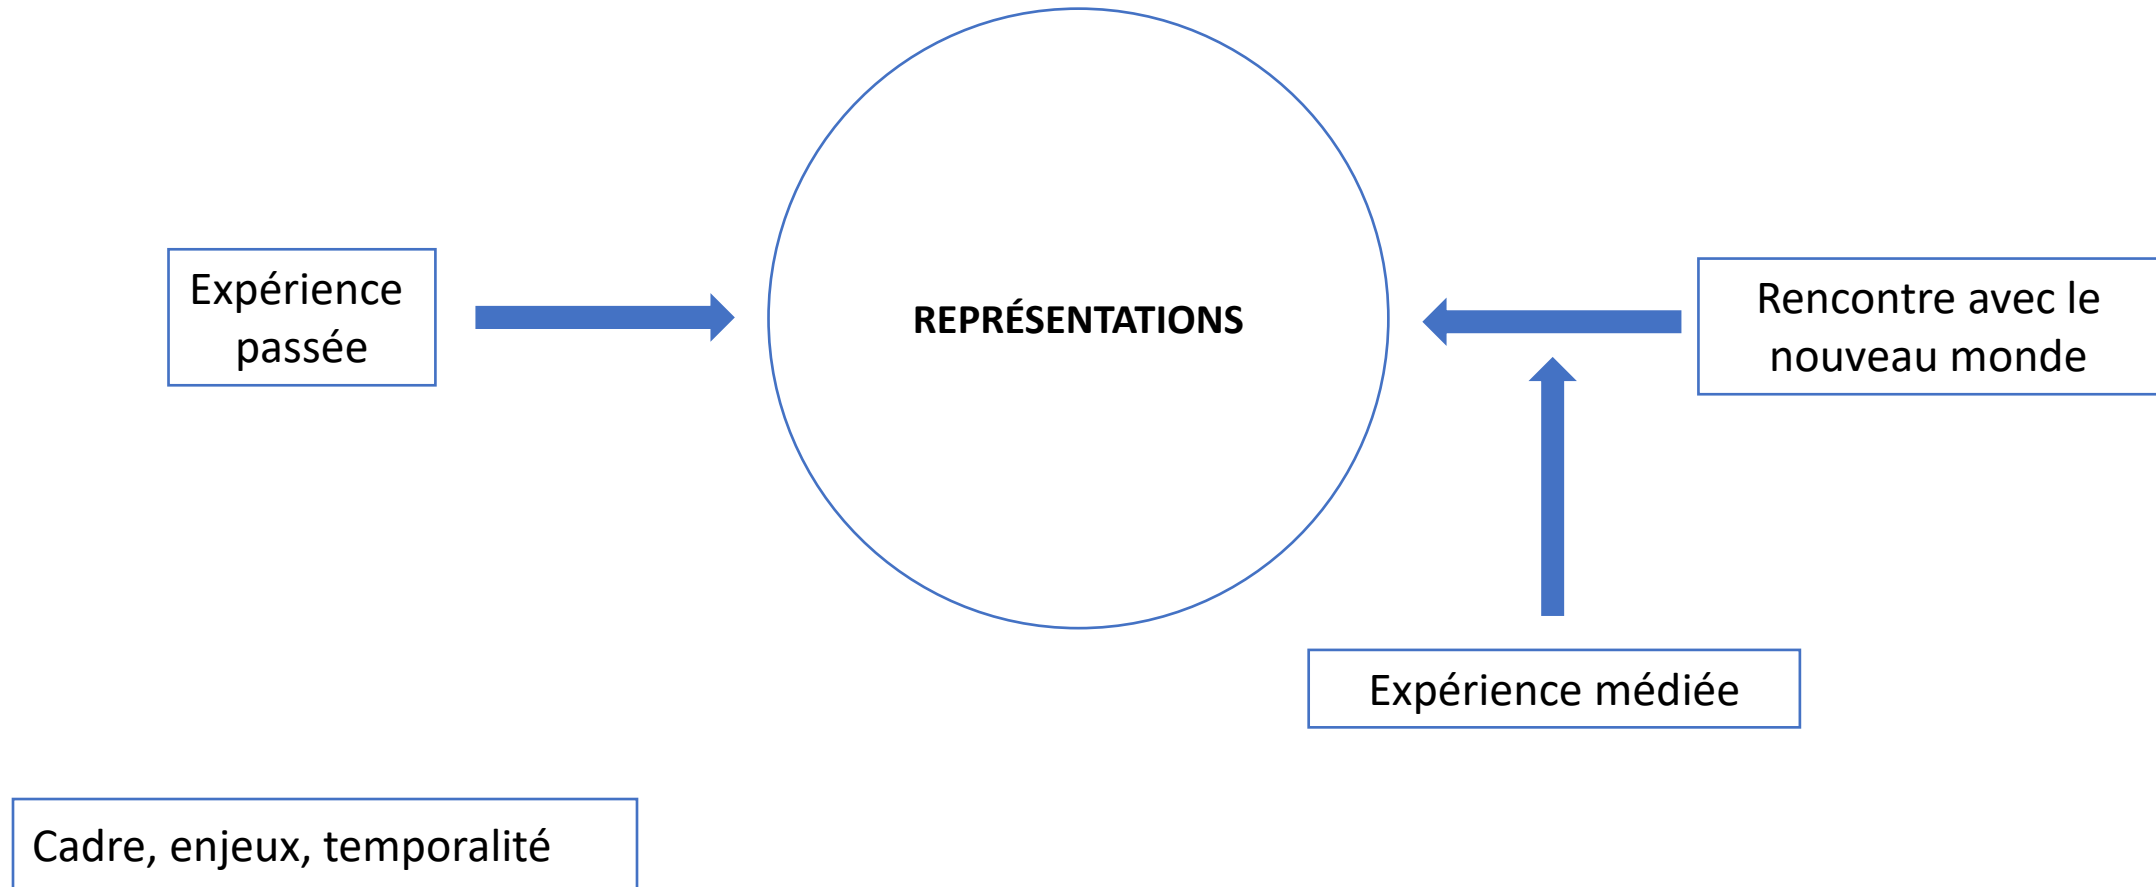 Expérience
passée
REPRÉSENTATIONS
Rencontre avec le
nouveau monde
Expérience médiée
Cadre, enjeux, temporalité